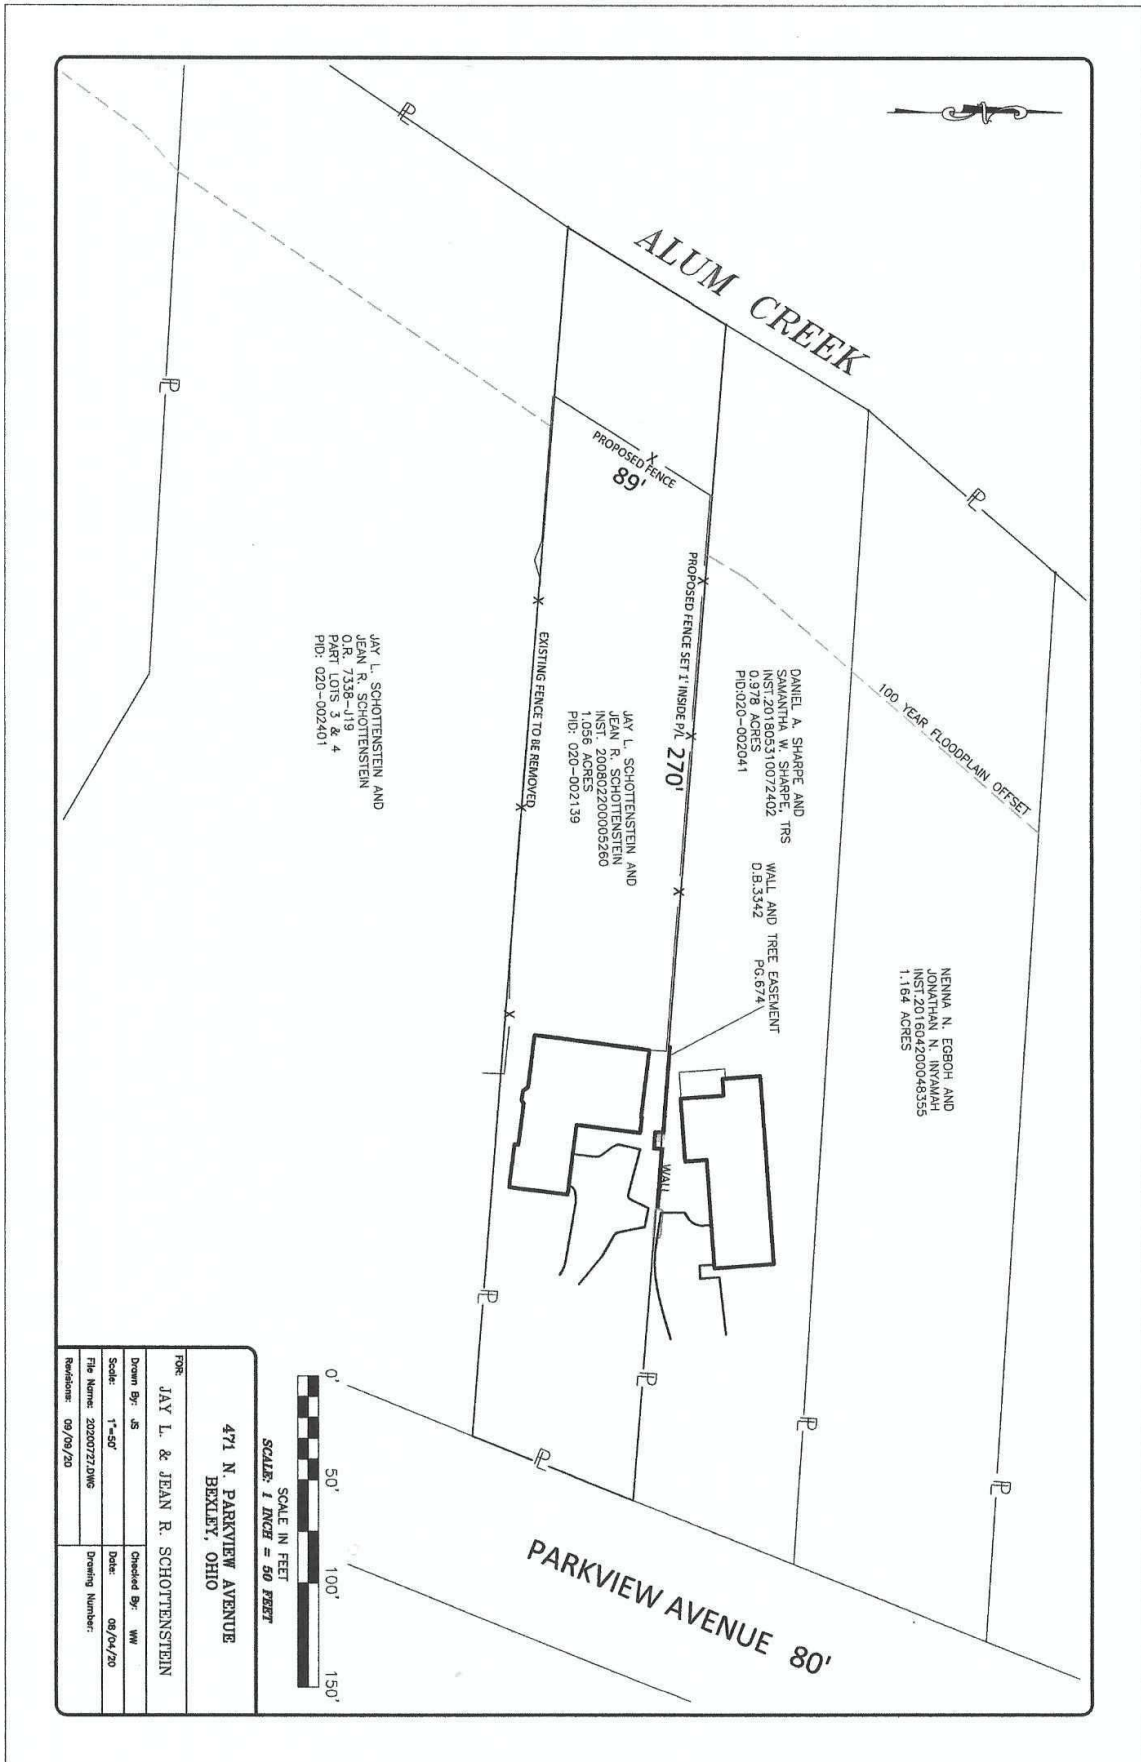 ALUM CREEK
PROPOSED FENCE
X
89'
PROPOSED FENCE SET 1' INSIDE P/L
270'
X
X
X
100 YEAR FLOODPLAIN OFFSET
DANIEL A. SHARPE AND
SAMANTHA W. SHARPE, TRS
INST.201805310072402
0.978 ACRES
PID:020-002041
WALL AND TREE EASEMENT
D.B.3342 PG.674
NENNA N. EGBOH AND
JONATHAN N. INYAMAH
INST.201604200048355
1.164 ACRES
JAY L. SCHOTTENSTEIN AND
JEAN R. SCHOTTENSTEIN
INST. 200802200005260
1.056 ACRES
PID: 020-002139
EXISTING FENCE TO BE REMOVED
X
X
X
JAY L. SCHOTTENSTEIN AND
JEAN R. SCHOTTENSTEIN
O.R. 7338-J19
PART LOTS 3 & 4
PID: 020-002401
WALL
PL
PL
PL
PL
PL
PL
PL
PL
PARKVIEW AVENUE 80'
0' 50' 100' 150'
SCALE IN FEET
SCALE: 1 INCH = 50 FEET
471 N. PARKVIEW AVENUE
BEXLEY, OHIO
FOR: JAY L. & JEAN R. SCHOTTENSTEIN
Drawn By: JS Checked By: WW
Scale: 1"=50' Date: 08/04/20
File Name: 20200727.DWG Drawing Number:
Revisions: 09/09/20